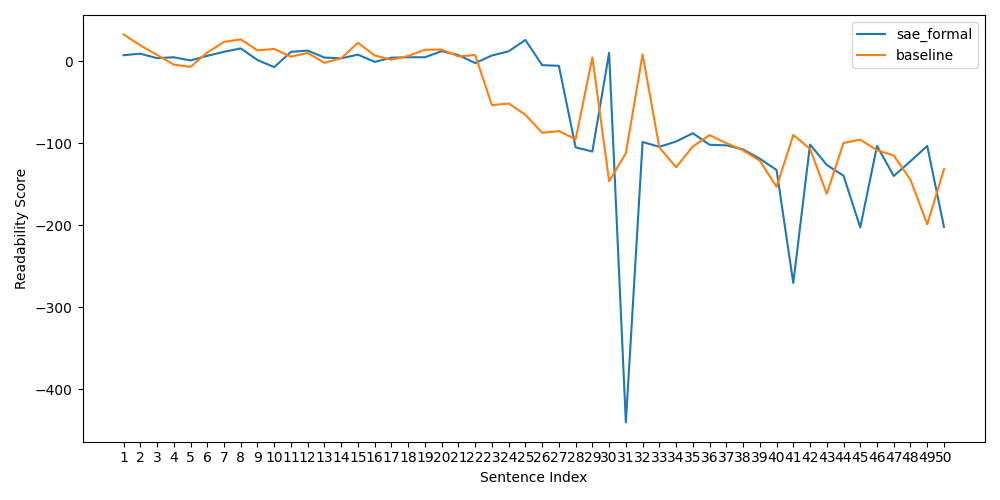 sae_formal
baseline
0
−100
−200
−300
−400
Readability Score
1 2 3 4 5 6 7 8 9 10 11 12 13 14 15 16 17 18 19 20 21 22 23 24 25 26 27 28 29 30 31 32 33 34 35 36 37 38 39 40 41 42 43 44 45 46 47 48 49 50
Sentence Index